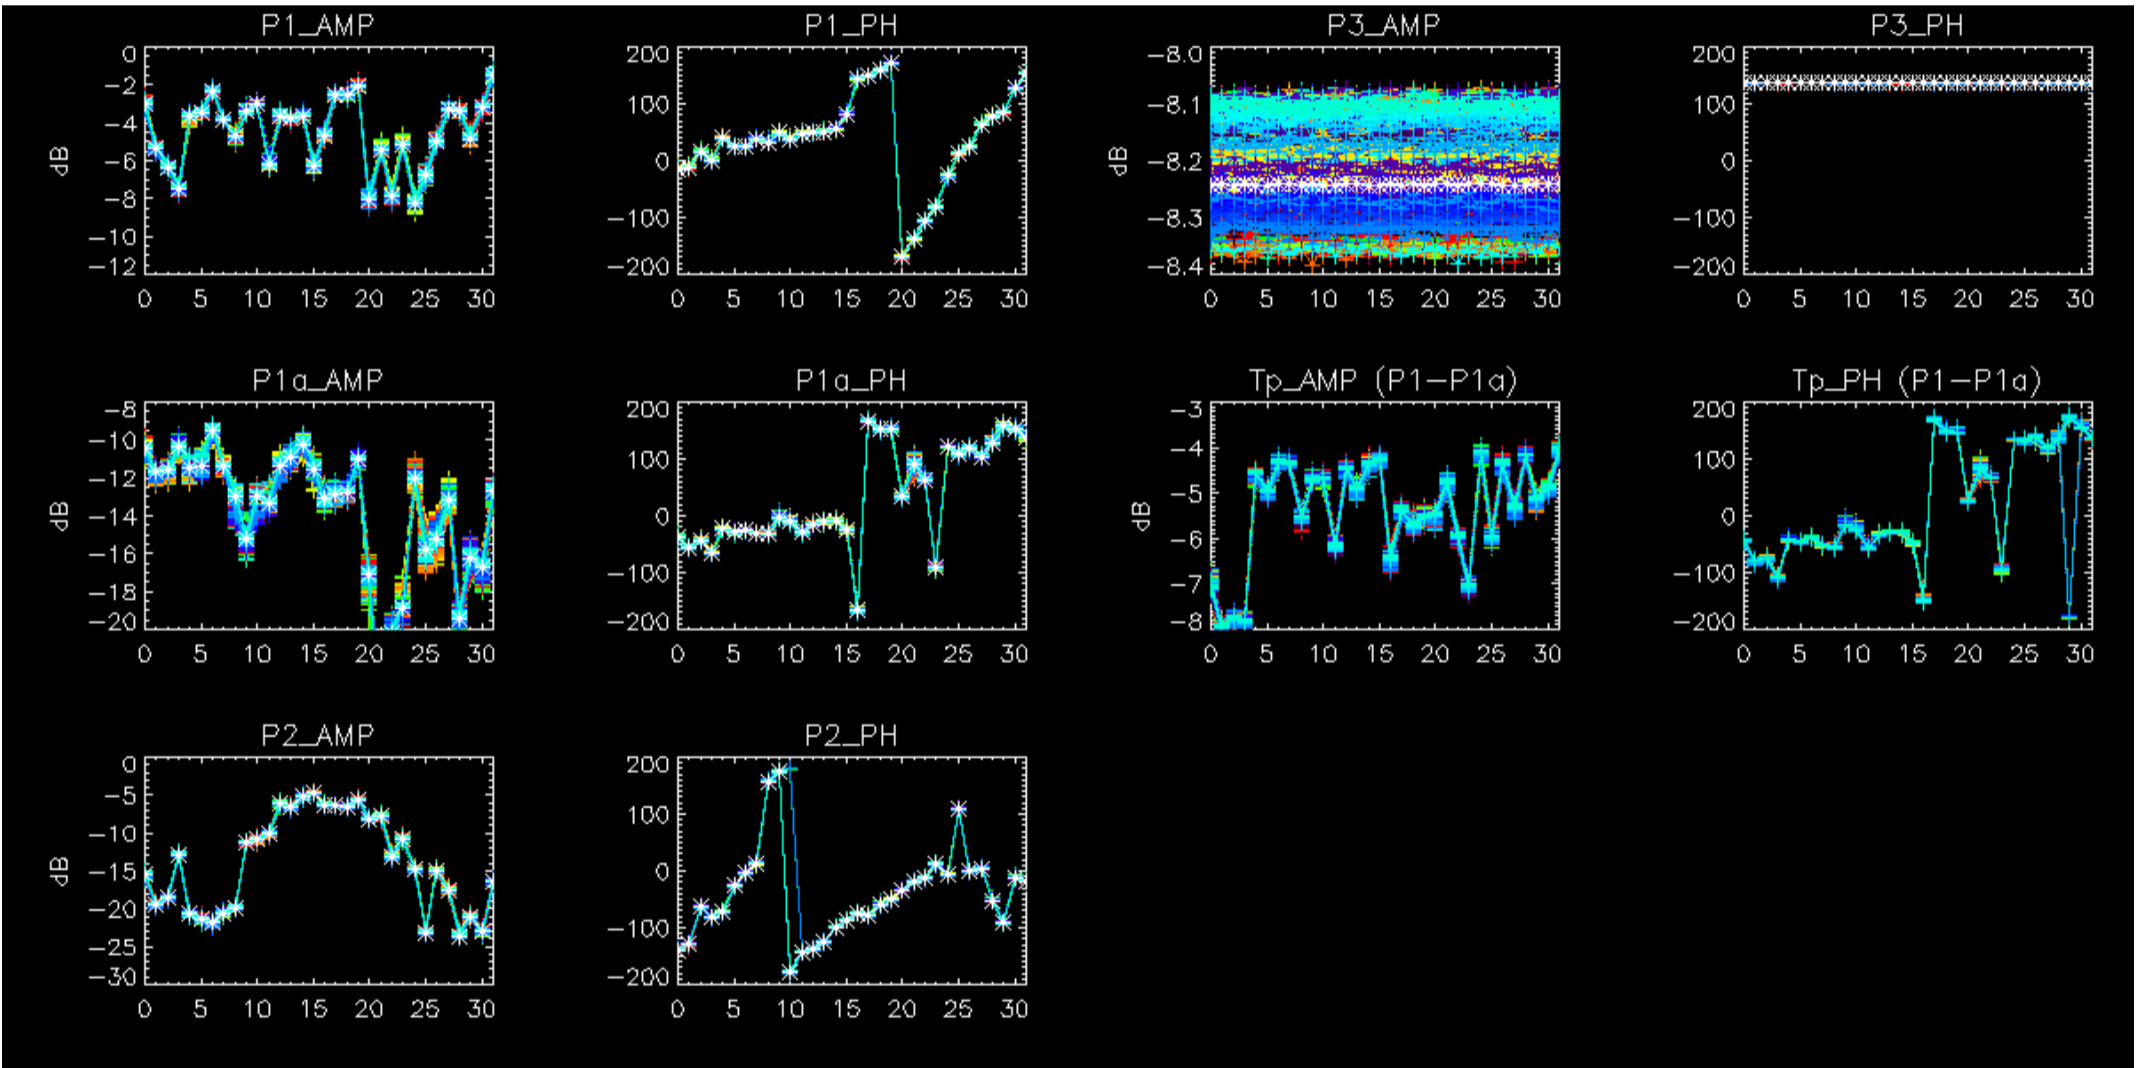 P1_AMP
0
-2
-4
-6
-8
-10
-12
dB
0 5 10 15 20 25 30
P1_PH
200
100
0
-100
-200
0 5 10 15 20 25 30
P3_AMP
-8.0
-8.1
-8.2
-8.3
-8.4
dB
0 5 10 15 20 25 30
P3_PH
200
100
0
-100
-200
0 5 10 15 20 25 30
P1a_AMP
-8
-10
-12
-14
-16
-18
-20
dB
0 5 10 15 20 25 30
P1a_PH
200
100
0
-100
-200
0 5 10 15 20 25 30
Tp_AMP (P1-P1a)
-3
-4
-5
-6
-7
-8
dB
0 5 10 15 20 25 30
Tp_PH (P1-P1a)
200
100
0
-100
-200
0 5 10 15 20 25 30
P2_AMP
0
-5
-10
-15
-20
-25
-30
dB
0 5 10 15 20 25 30
P2_PH
200
100
0
-100
-200
0 5 10 15 20 25 30